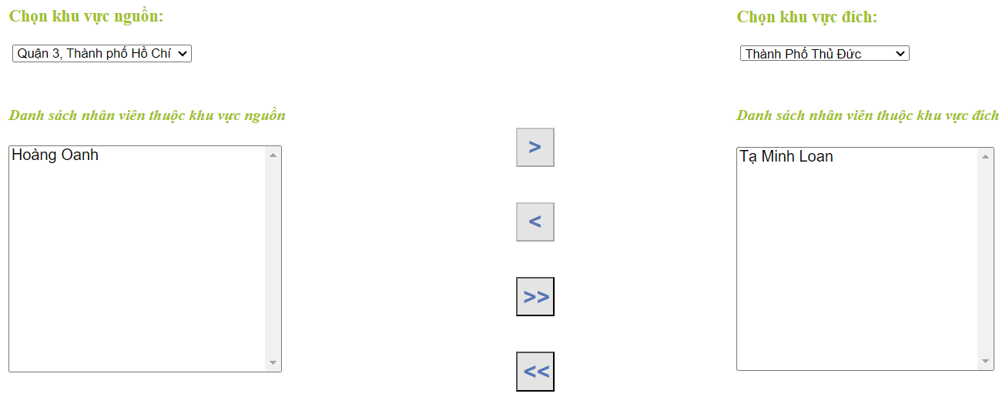 Chọn khu vực nguồn:
Quận 3, Thành phố Hồ Chí
Danh sách nhân viên thuộc khu vực nguồn
Hoàng Oanh
>
<
>>
<<
Chọn khu vực đích:
Thành Phố Thủ Đức
Danh sách nhân viên thuộc khu vực đích
Tạ Minh Loan